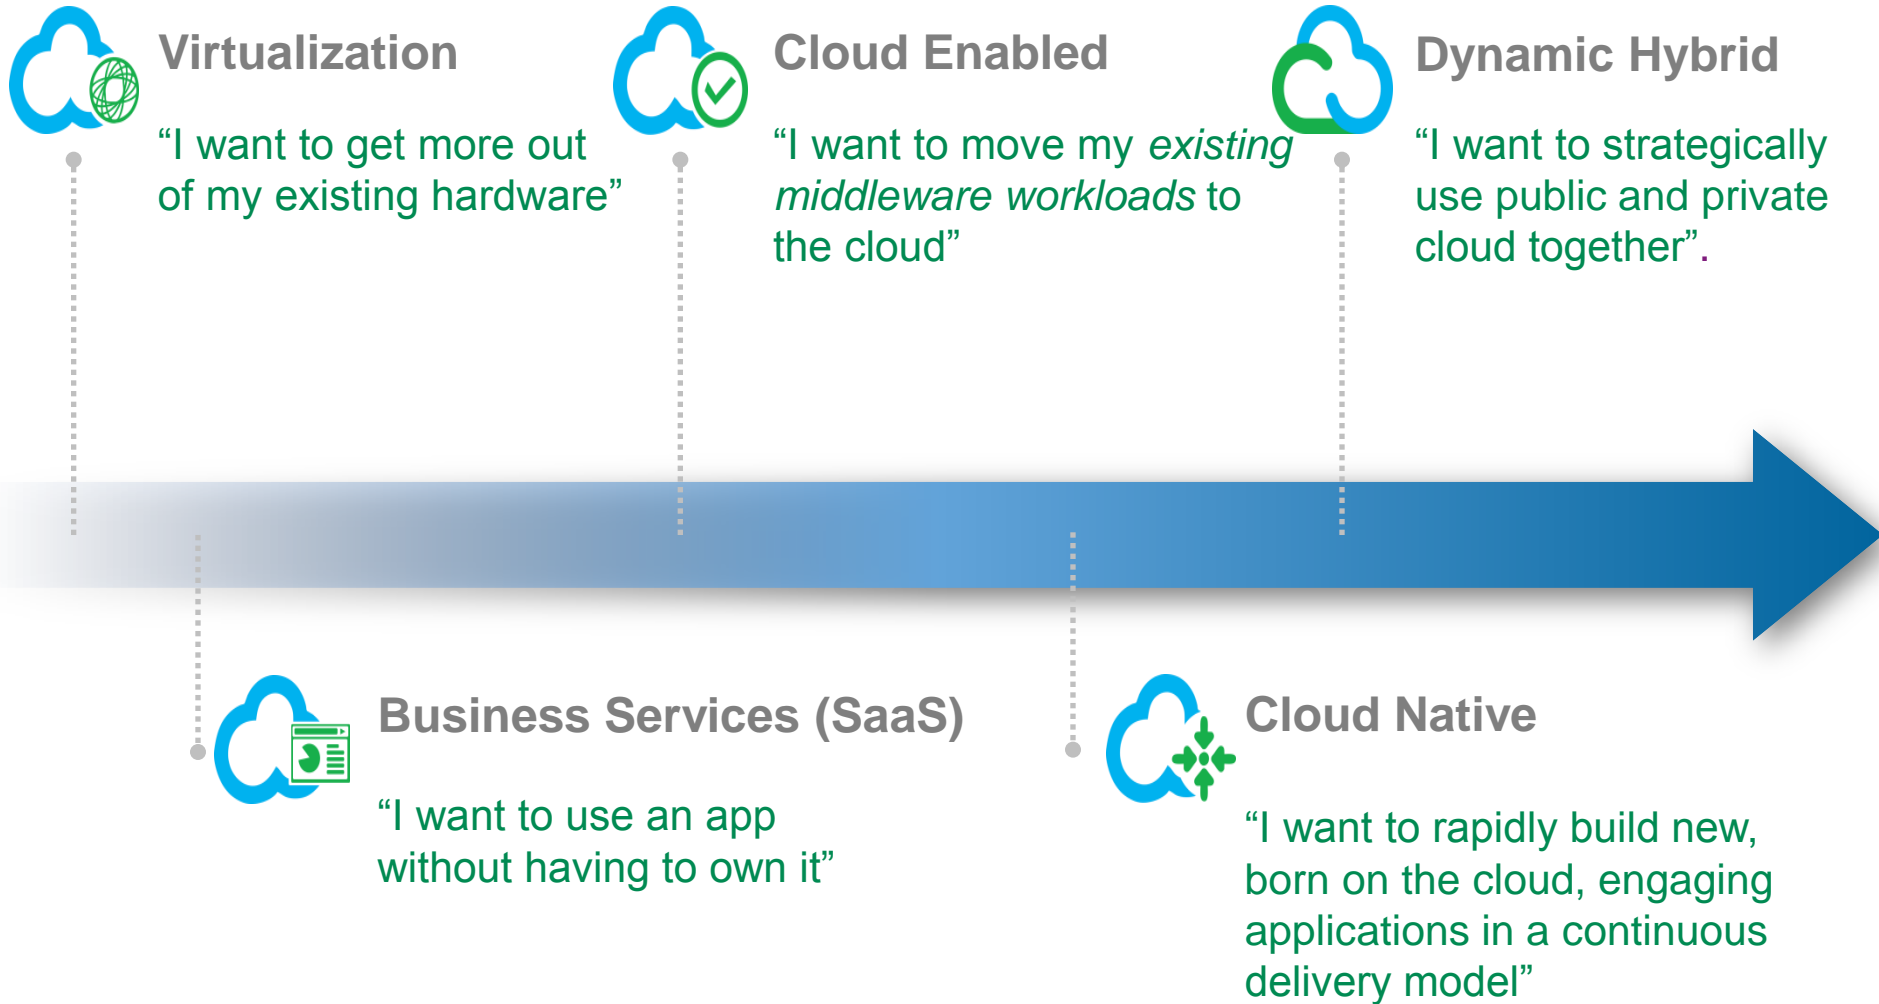 Virtualization
“I want to get more out
of my existing hardware”
Cloud Enabled
“I want to move my existing
middleware workloads to
the cloud”
Dynamic Hybrid
“I want to strategically
use public and private
cloud together”.
Business Services (SaaS)
“I want to use an app
without having to own it”
Cloud Native
“I want to rapidly build new,
born on the cloud, engaging
applications in a continuous
delivery model”